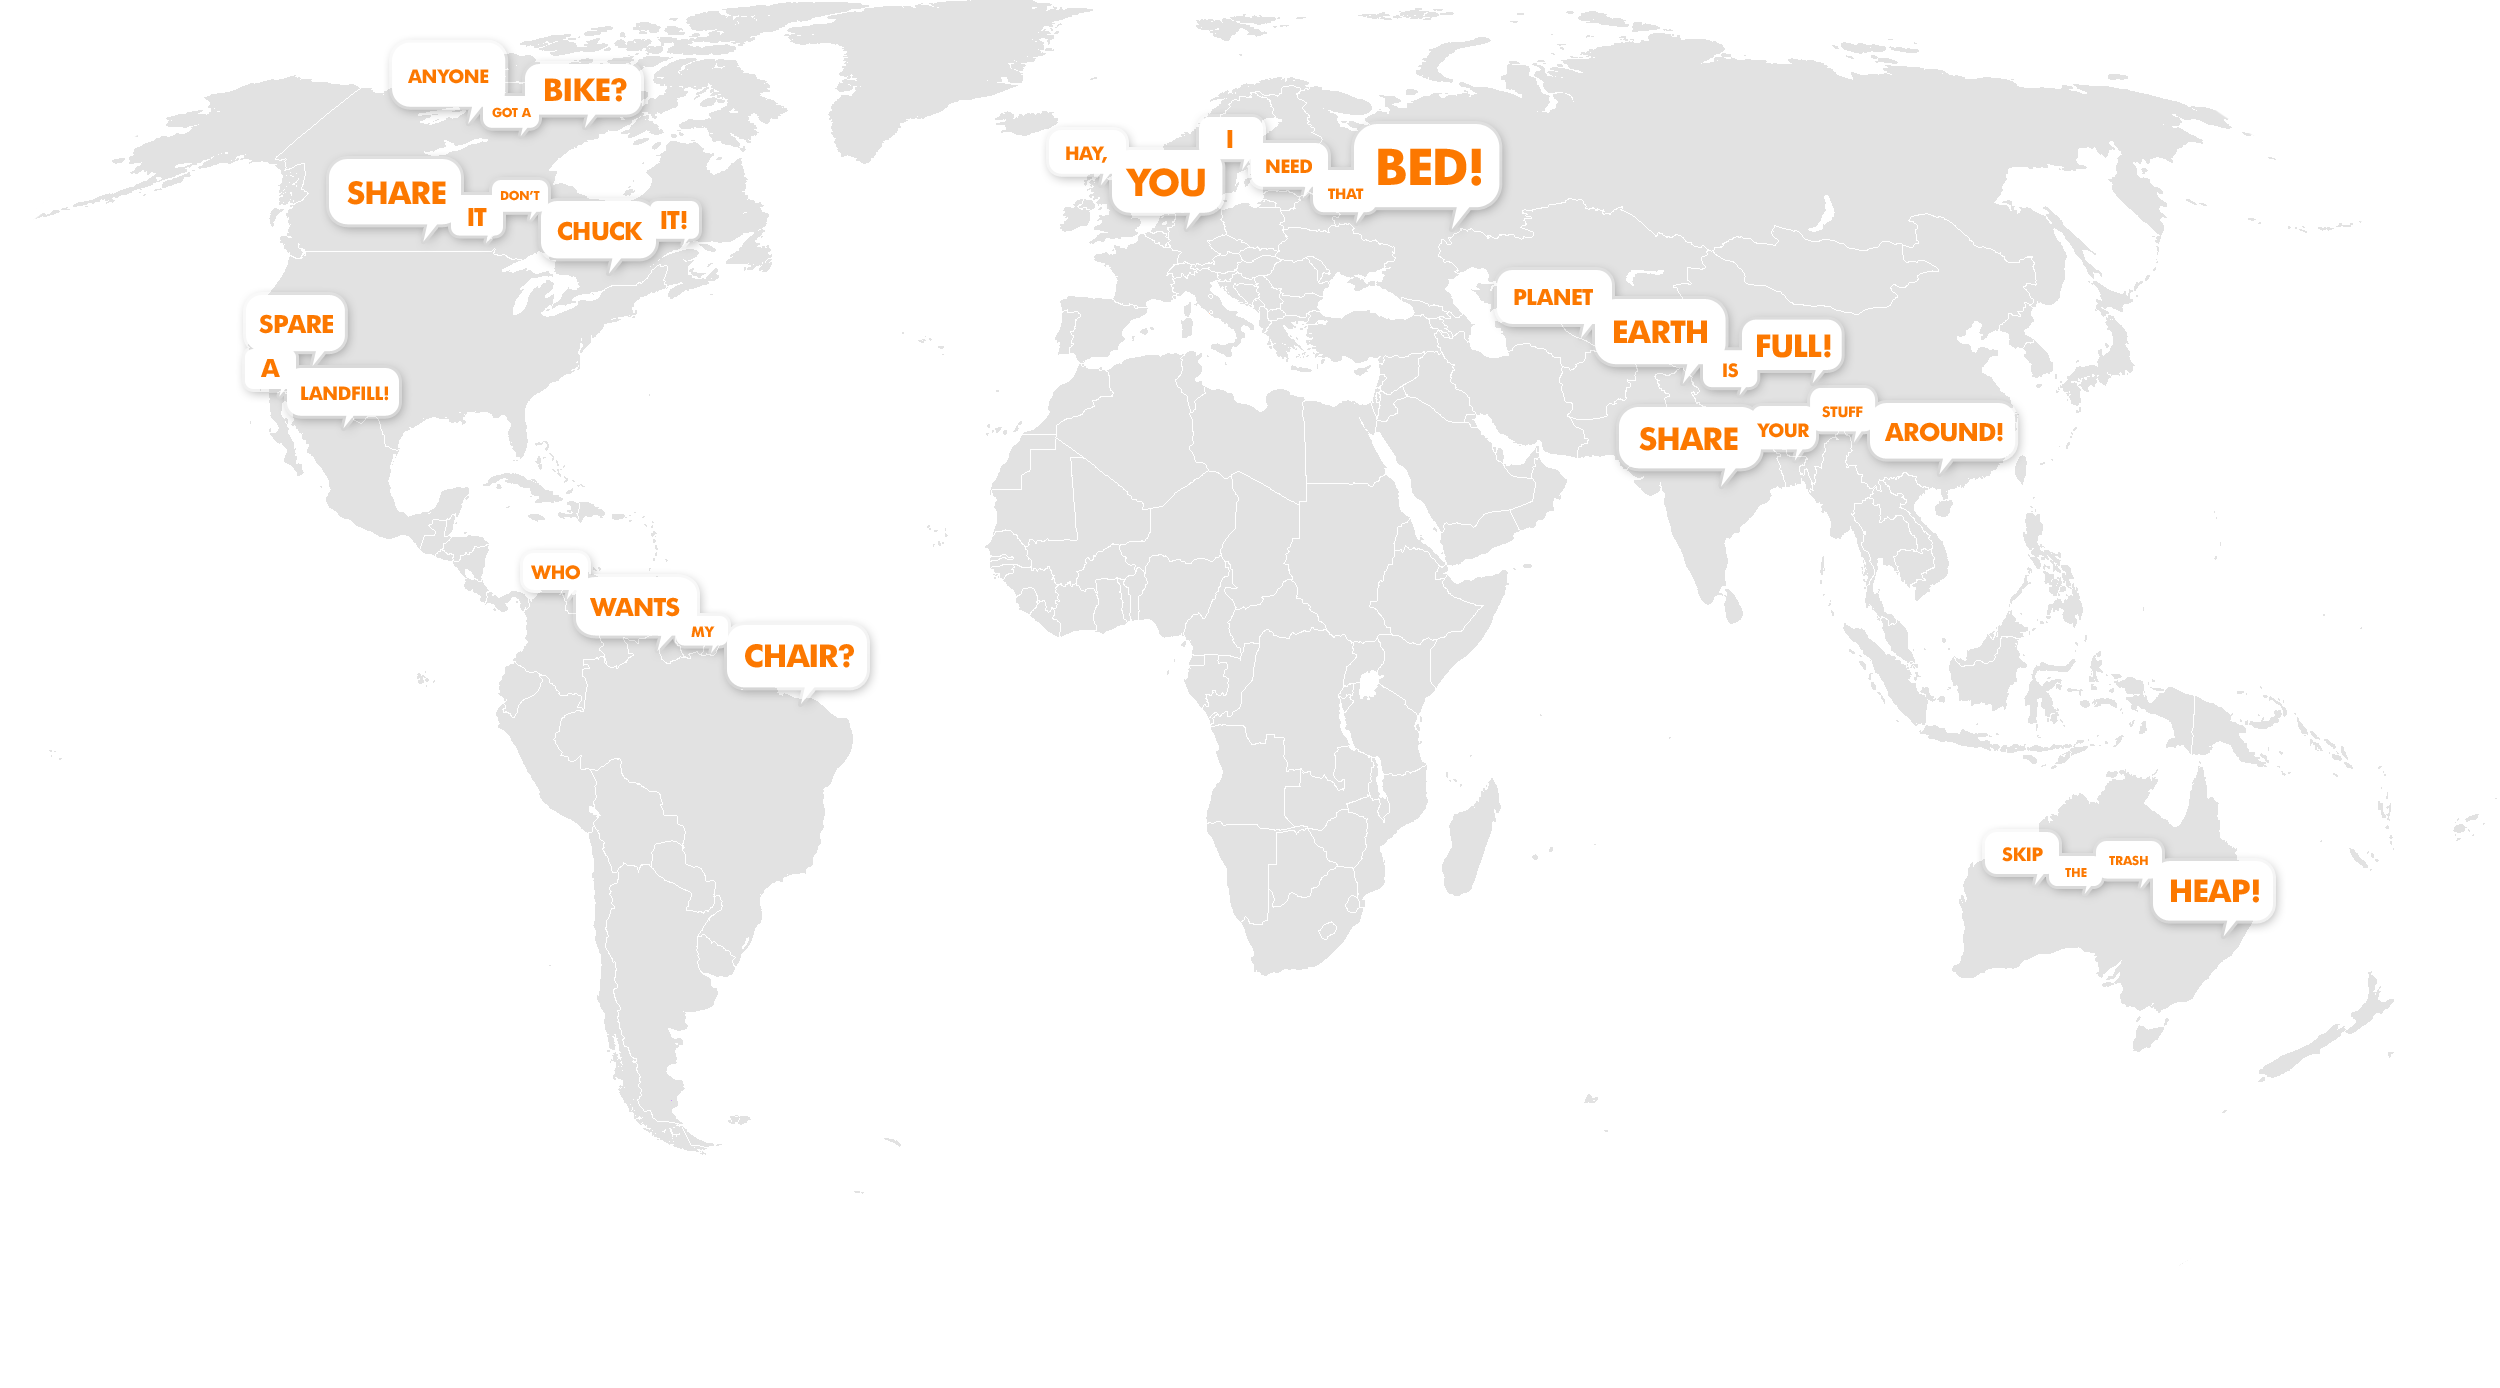 ANYONE GOT A BIKE?
SHARE IT DON'T CHUCK IT!
SPARE A LANDFILL!
HAY, YOU I NEED THAT BED!
PLANET EARTH IS FULL!
SHARE YOUR STUFF AROUND!
WHO WANTS MY CHAIR?
SKIP THE TRASH HEAP!